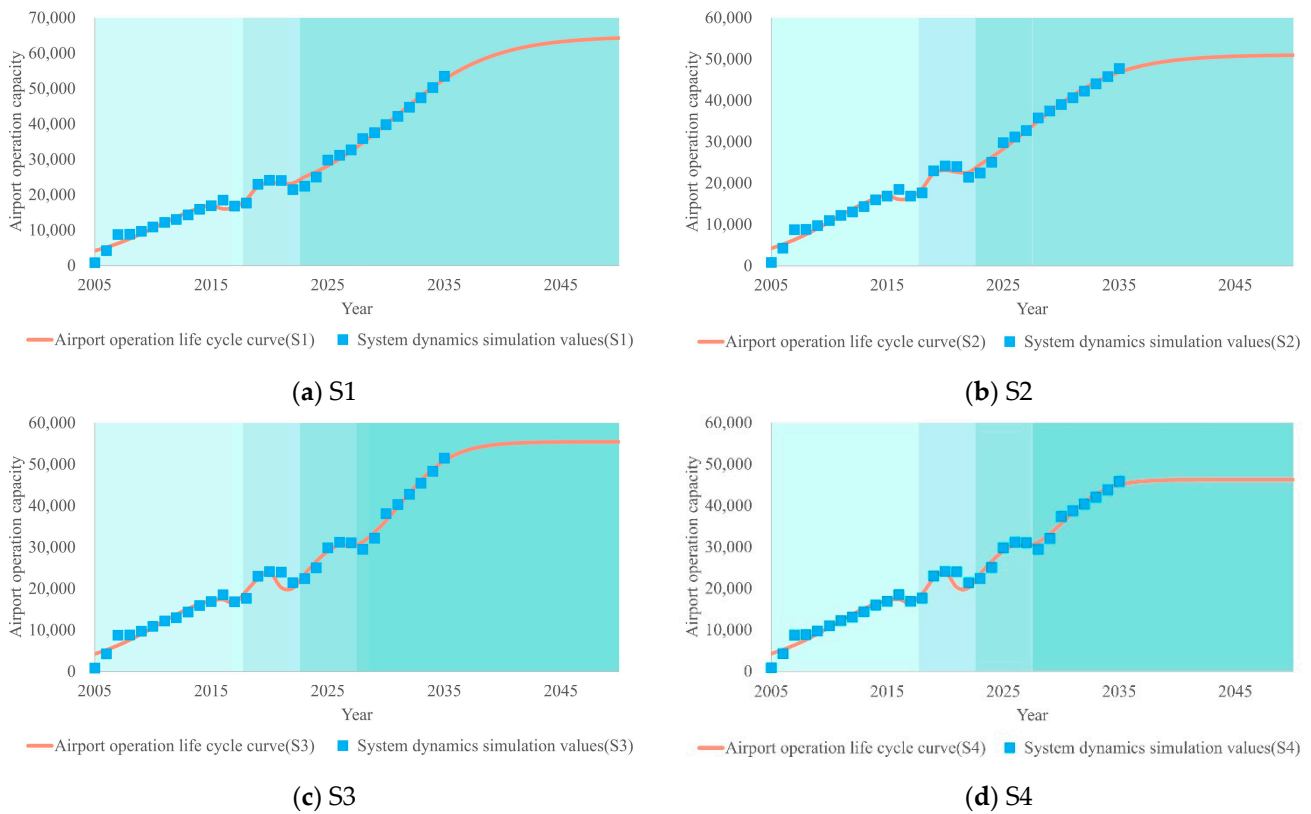 70,000
60,000
50,000
40,000
30,000
20,000
10,000
0
Airport operation capacity
2005 2015 2025 2035 2045
Year
Airport operation life cycle curve(S1) System dynamics simulation values(S1)
(a) S1
60,000
50,000
40,000
30,000
20,000
10,000
0
Airport operation capacity
2005 2015 2025 2035 2045
Year
Airport operation life cycle curve(S2) System dynamics simulation values(S2)
(b) S2
60,000
50,000
40,000
30,000
20,000
10,000
0
Airport operation capacity
2005 2015 2025 2035 2045
Year
Airport operation life cycle curve(S3) System dynamics simulation values(S3)
(c) S3
60,000
50,000
40,000
30,000
20,000
10,000
0
Airport operation capacity
2005 2015 2025 2035 2045
Year
Airport operation life cycle curve(S4) System dynamics simulation values(S4)
(d) S4